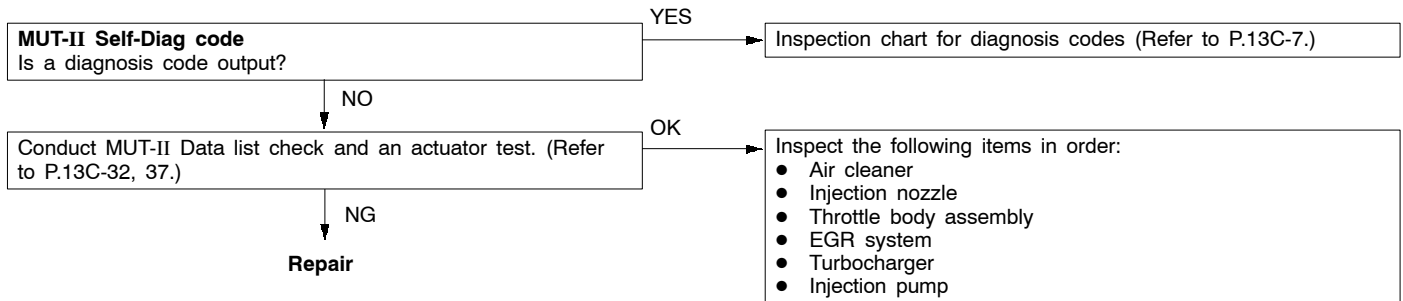 MUT-II Self-Diag code
Is a diagnosis code output?
YES
Inspection chart for diagnosis codes (Refer to P.13C-7.)
NO
Conduct MUT-II Data list check and an actuator test. (Refer
to P.13C-32, 37.)
OK
Inspect the following items in order:
● Air cleaner
● Injection nozzle
● Throttle body assembly
● EGR system
● Turbocharger
● Injection pump
NG
Repair